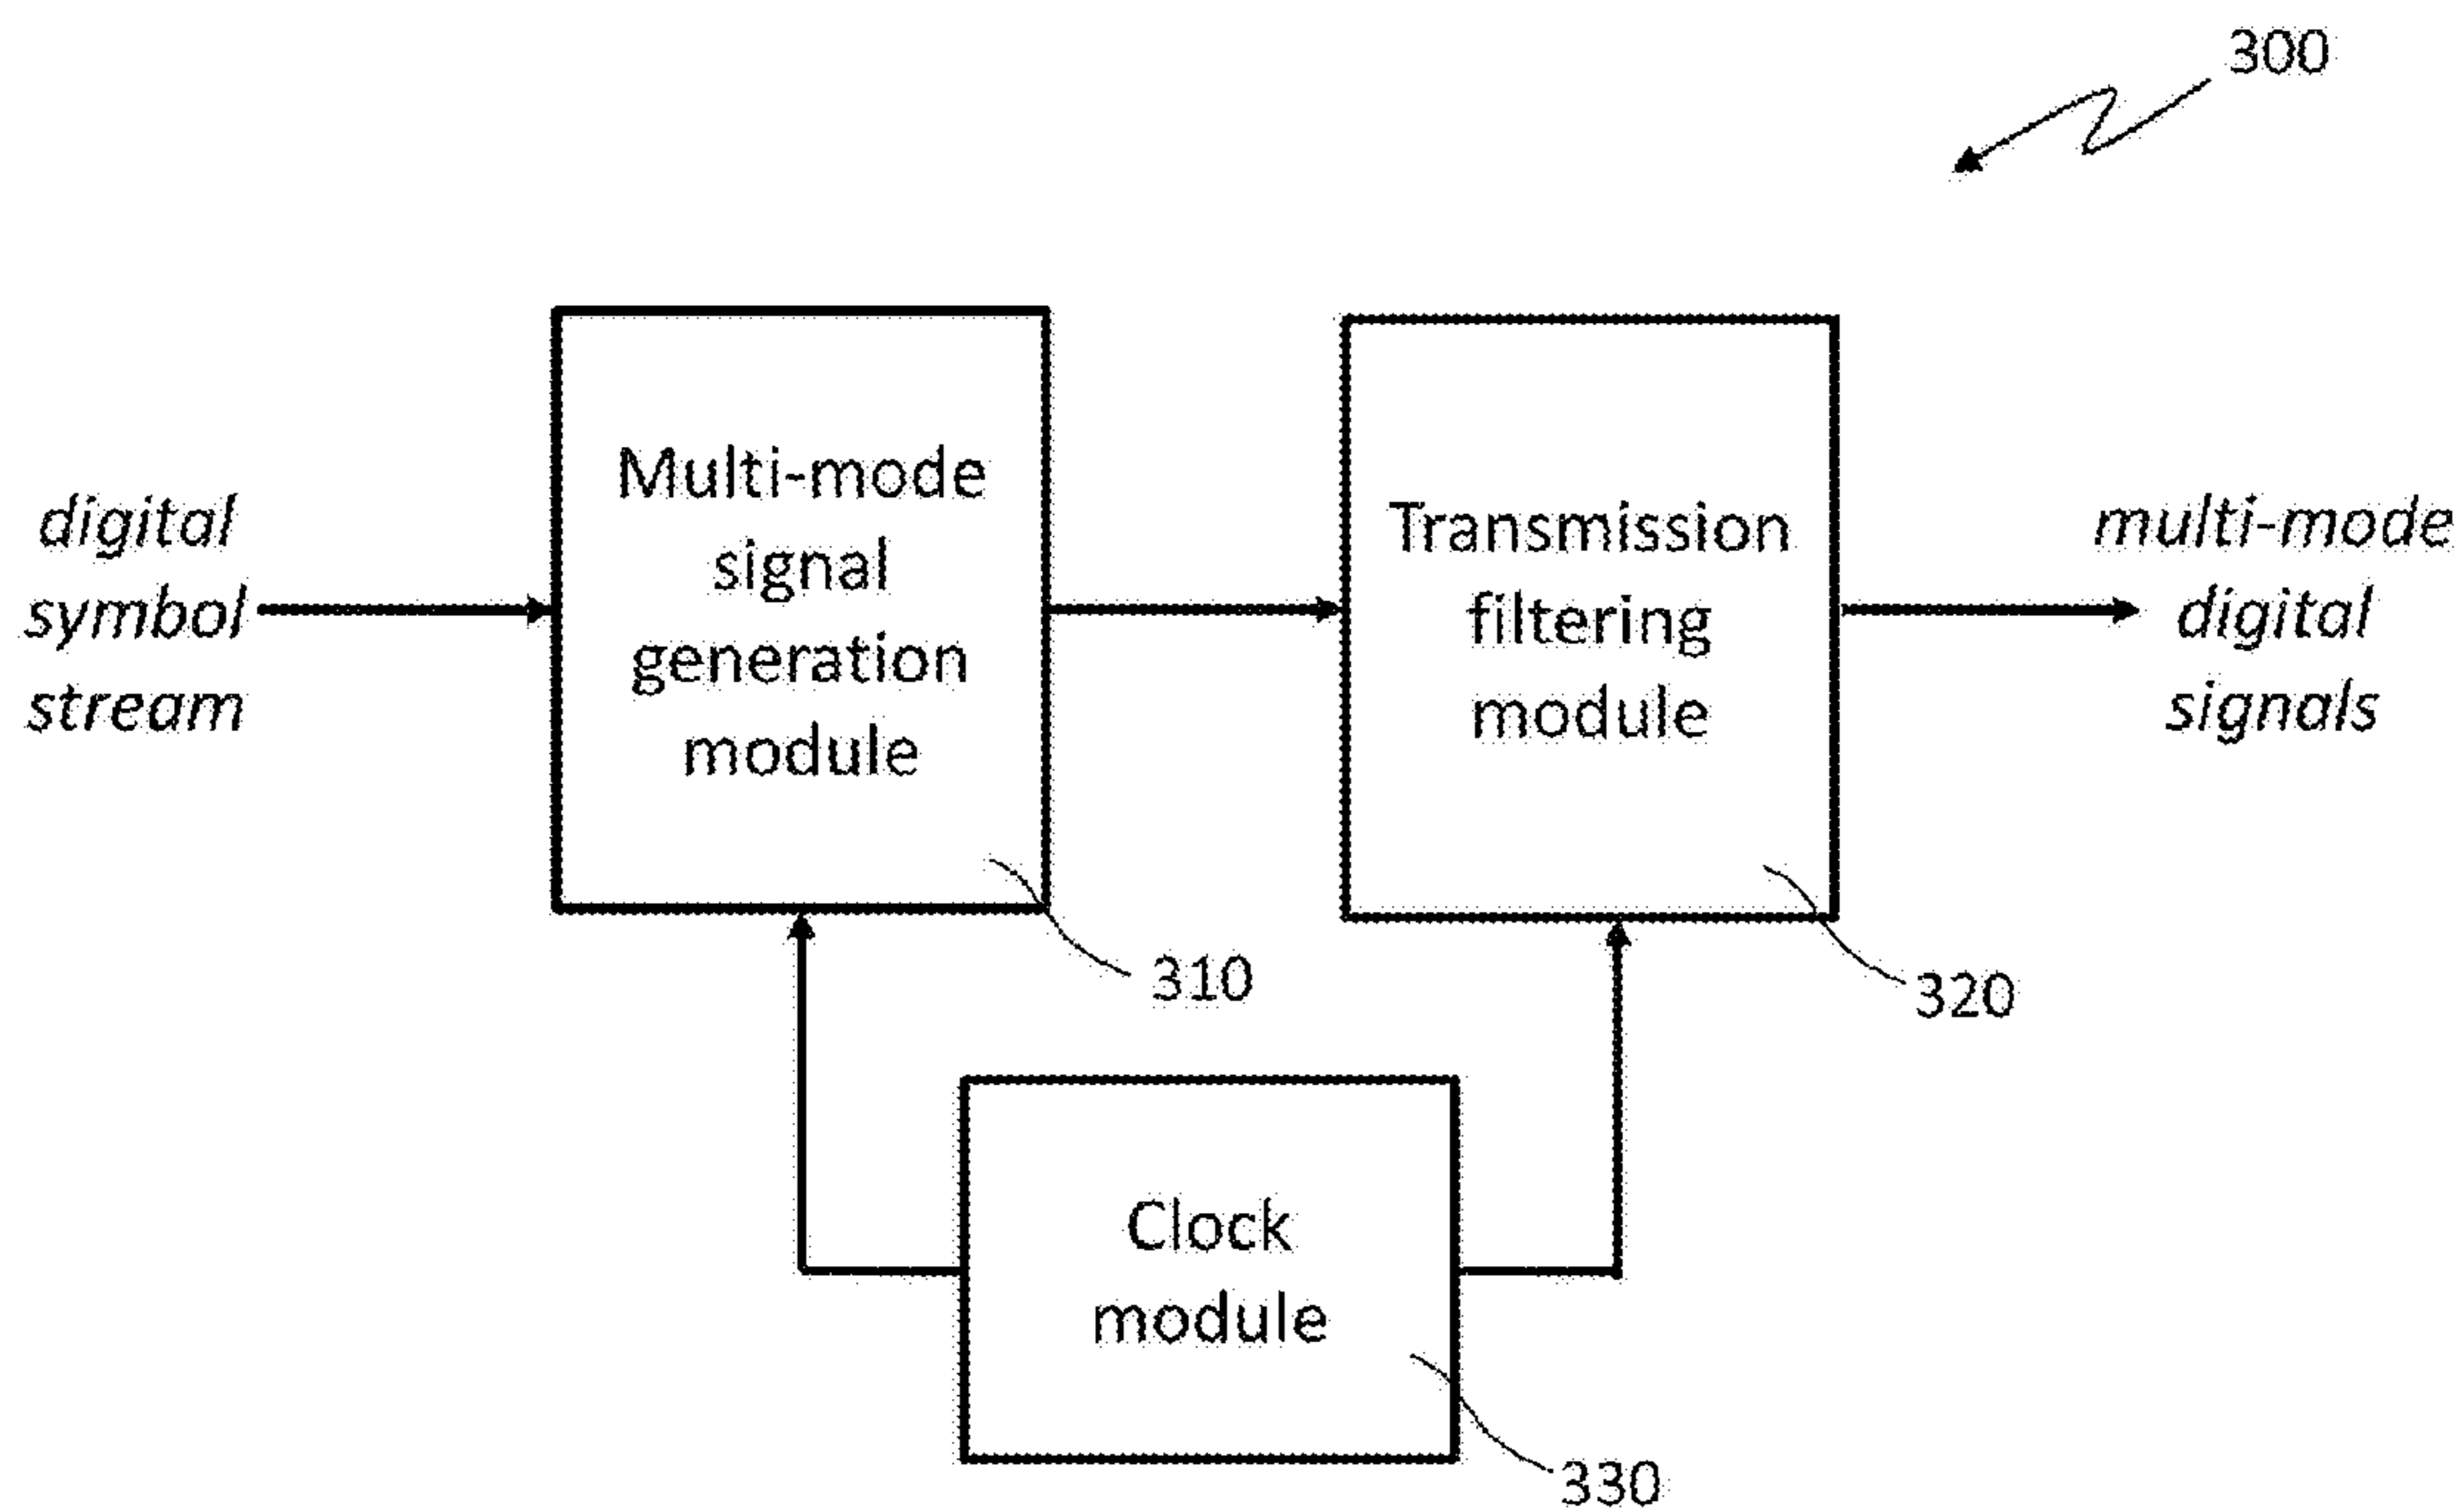 300
digital
symbol
stream
Multi-mode
signal
generation
module
Transmission
filtering
module
multi-mode
digital
signals
310
320
Clock
module
330